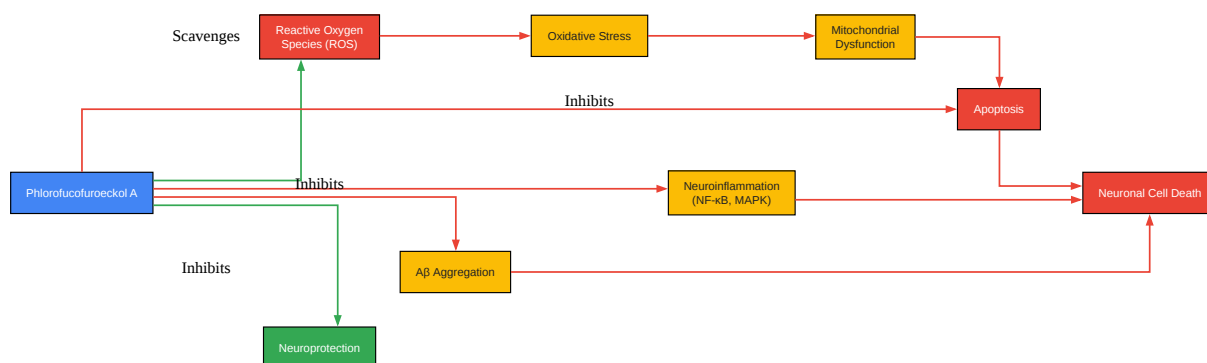 Scavenges
Reactive Oxygen
Species (ROS)
Oxidative Stress
Mitochondrial
Dysfunction
Inhibits
Apoptosis
Phlorofucofuroeckol A
Inhibits
Neuroinflammation
(NF-κB, MAPK)
Neuronal Cell Death
Inhibits
Aβ Aggregation
Neuroprotection